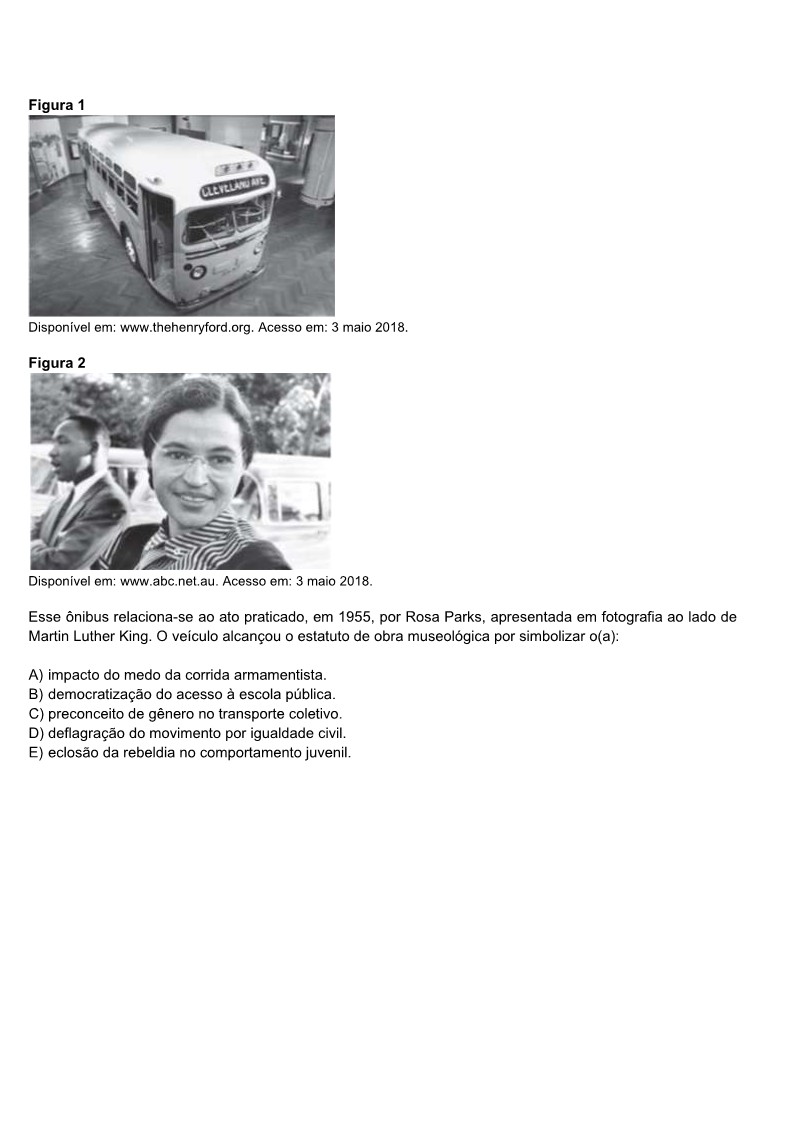 Figura 1
CLEVELAND AVE
Disponível em: www.thehenryford.org. Acesso em: 3 maio 2018.
Figura 2
Disponível em: www.abc.net.au. Acesso em: 3 maio 2018.
Esse ônibus relaciona-se ao ato praticado, em 1955, por Rosa Parks, apresentada em fotografia ao lado de
Martin Luther King. O veículo alcançou o estatuto de obra museológica por simbolizar o(a):
A) impacto do medo da corrida armamentista.
B) democratização do acesso à escola pública.
C) preconceito de gênero no transporte coletivo.
D) deflagração do movimento por igualdade civil.
E) eclosão da rebeldia no comportamento juvenil.